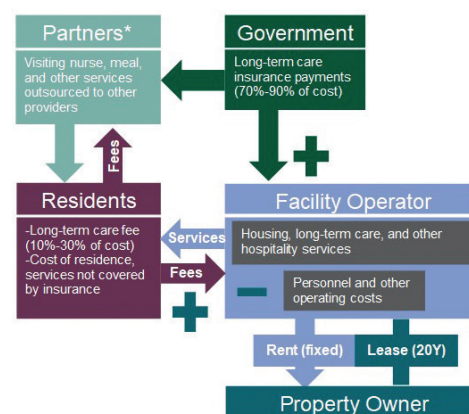 Partners*
Visiting nurse, meal,
and other services
outsourced to other
providers
Government
Long-term care
insurance payments
(70%-90% of cost)
Fees
Residents
-Long-term care fee
(10%-30% of cost)
-Cost of residence,
services not covered
by insurance
Services
Fees
Facility Operator
Housing, long-term care, and other
hospitality services
Personnel and other
operating costs
Rent (fixed)
Lease (20Y)
Property Owner